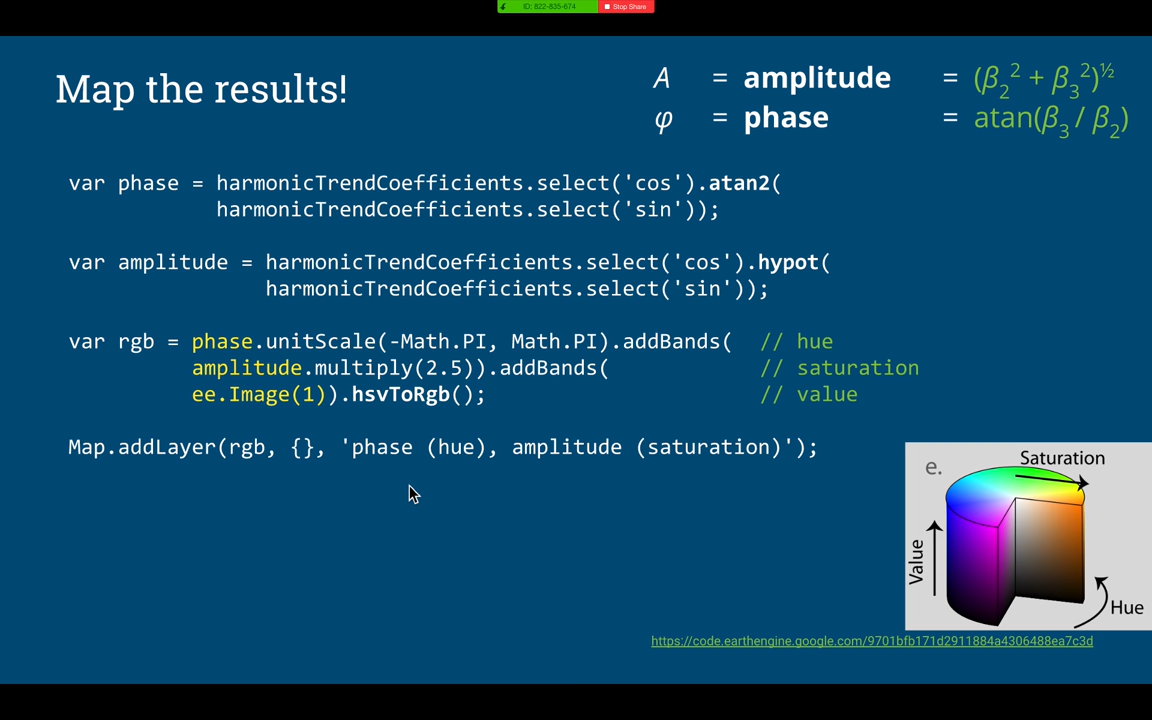 ID: 822-835-674 Stop Share
Map the results!
A = amplitude = (β₂² + β₃²)^½
φ = phase = atan(β₃ / β₂)
var phase = harmonicTrendCoefficients.select('cos').atan2(
harmonicTrendCoefficients.select('sin'));
var amplitude = harmonicTrendCoefficients.select('cos').hypot(
harmonicTrendCoefficients.select('sin'));
var rgb = phase.unitScale(-Math.PI, Math.PI).addBands( // hue
amplitude.multiply(2.5)).addBands( // saturation
ee.Image(1)).hsvToRgb(); // value
Map.addLayer(rgb, {}, 'phase (hue), amplitude (saturation)');
e.
Saturation
Value
Hue
https://code.earthengine.google.com/9701bfb171d2911884a4306488ea7c3d